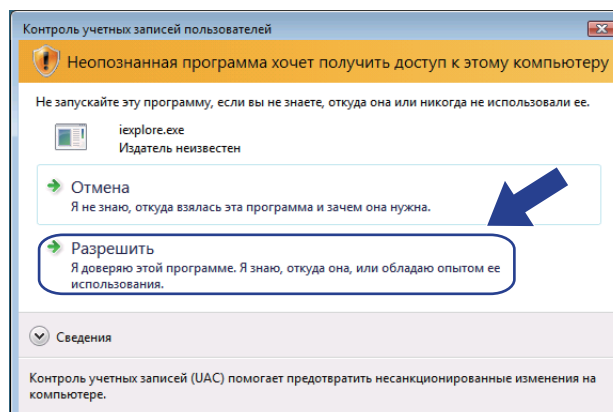 Контроль учетных записей пользователей
Неопознанная программа хочет получить доступ к этому компьютеру
Не запускайте эту программу, если вы не знаете, откуда она или никогда не использовали ее.
iexplore.exe
Издатель неизвестен
Отмена
Я не знаю, откуда взялась эта программа и зачем она нужна.
Разрешить
Я доверяю этой программе. Я знаю, откуда она, или обладаю опытом ее
использования.
Сведения
Контроль учетных записей (UAC) помогает предотвратить несанкционированные изменения на
компьютере.